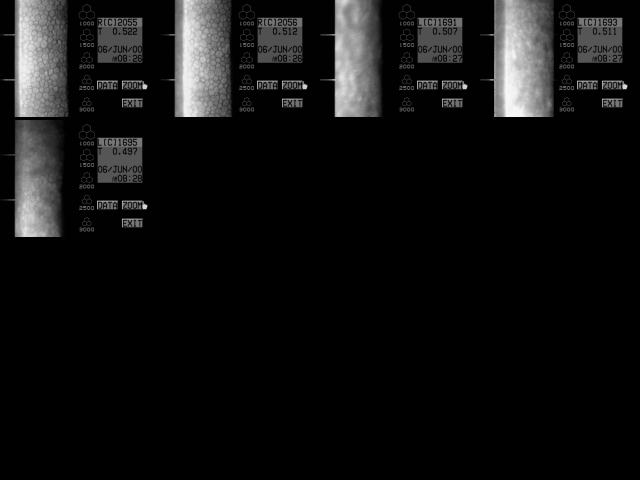 R(C)2055
T 0.522
06/JUN/00
08:26
1000
1500
2000
2500
3000
DATA ZOOM
EXIT
R(C)2056
T 0.512
06/JUN/00
08:26
1000
1500
2000
2500
3000
DATA ZOOM
EXIT
L(C)1691
T 0.507
06/JUN/00
08:27
1000
1500
2000
2500
3000
DATA ZOOM
EXIT
L(C)1693
T 0.511
06/JUN/00
08:27
1000
1500
2000
2500
3000
DATA ZOOM
EXIT
L(C)1695
T 0.497
06/JUN/00
08:28
1000
1500
2000
2500
3000
DATA ZOOM
EXIT